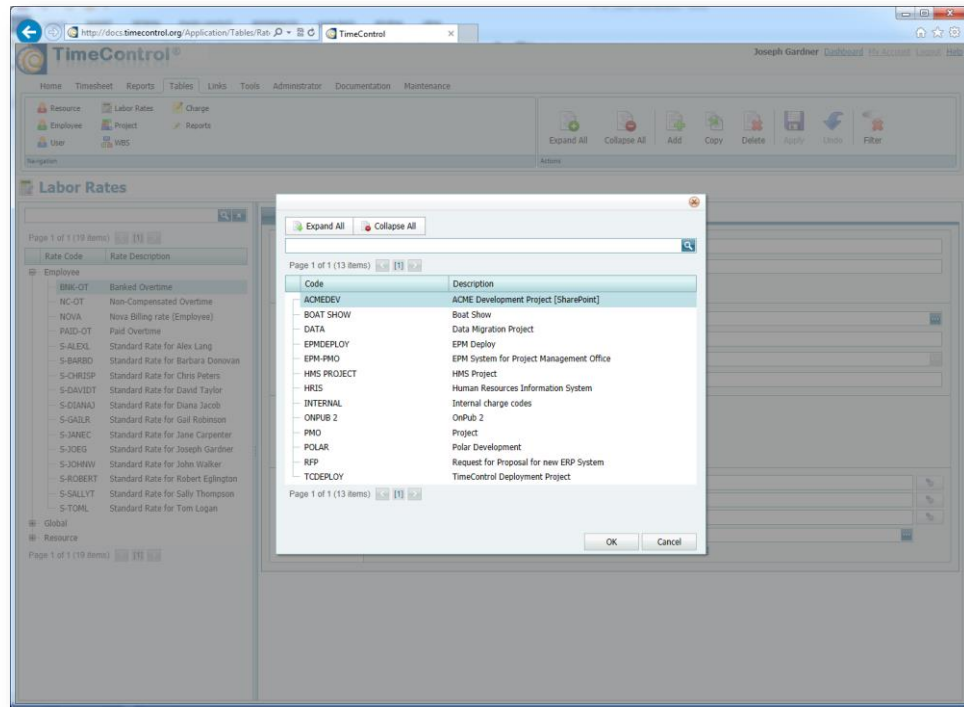 http://docs.timecontrol.org/Application/Tables/Rat
TimeControl
TimeControl®
Joseph Gardner Dashboard My Account Logout Help
Home Timesheet Reports Tables Links Tools Administrator Documentation Maintenance
Resource Labor Rates Charge
Employee Project Reports
User WBS
Expand All Collapse All Add Copy Delete Apply Undo Filter
Navigation Actions
Labor Rates
Page 1 of 1 (19 items) [1]
Rate Code Rate Description
Employee
BNK-OT Banked Overtime
NC-OT Non-Compensated Overtime
NOVA Nova Billing rate (Employee)
PAID-OT Paid Overtime
S-ALEXL Standard Rate for Alex Lang
S-BARBD Standard Rate for Barbara Donovan
S-CHRISP Standard Rate for Chris Peters
S-DAVIDT Standard Rate for David Taylor
S-DIANAJ Standard Rate for Diana Jacob
S-GAILR Standard Rate for Gail Robinson
S-JANEC Standard Rate for Jane Carpenter
S-JOEG Standard Rate for Joseph Gardner
S-JOHNW Standard Rate for John Walker
S-ROBERT Standard Rate for Robert Eglington
S-SALLYT Standard Rate for Sally Thompson
S-TOML Standard Rate for Tom Logan
Global
Resource
Page 1 of 1 (19 items) [1]
Expand All Collapse All
Page 1 of 1 (13 items) [1]
Code Description
ACMEDEV ACME Development Project [SharePoint]
BOAT SHOW Boat Show
DATA Data Migration Project
EPMDEPLOY EPM Deploy
EPM-PMO EPM System for Project Management Office
HMS PROJECT HMS Project
HRIS Human Resources Information System
INTERNAL Internal charge codes
ONPUB 2 OnPub 2
PMO Project
POLAR Polar Development
RFP Request for Proposal for new ERP System
TCDEPLOY TimeControl Deployment Project
Page 1 of 1 (13 items) [1]
OK Cancel